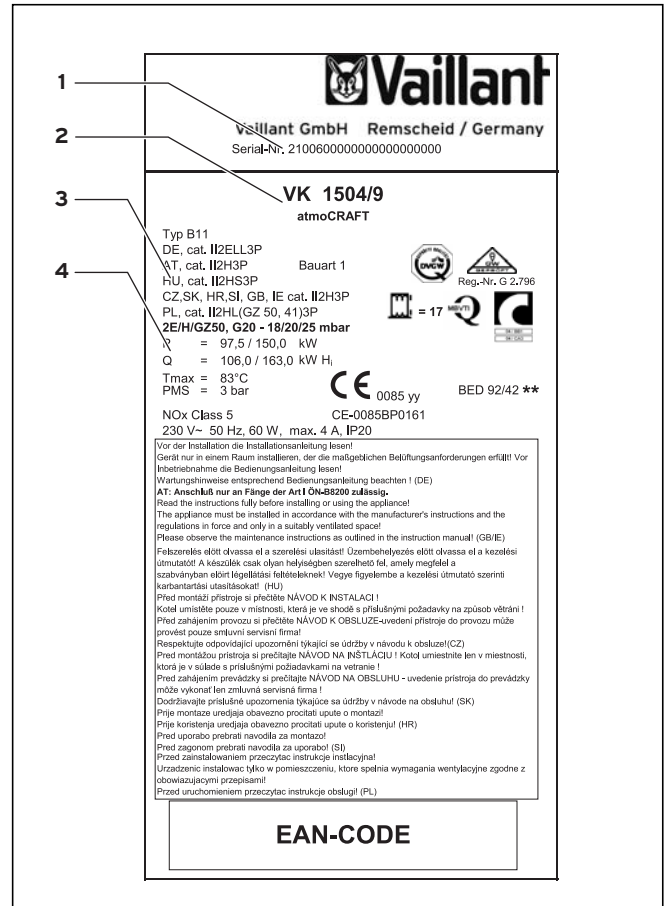 Vaillant
Vaillant GmbH Remscheid / Germany
1
Serial-Nr. 2100600000000000000000
2
VK 1504/9
atmoCRAFT
3
Typ B11
DE, cat. II2ELL3P
AT, cat. II2H3P Bauart 1
HU, cat. II2HS3P
CZ,SK, HR,SI, GB, IE cat. II2H3P
PL, cat. II2HL(GZ 50, 41)3P
DVGW
Reg.-Nr. G 2.796
= 17
4
2E/H/GZ50, G20 - 18/20/25 mbar
P = 97,5 / 150,0 kW
Q = 106,0 / 163,0 kW Hi
Tmax = 83°C
PMS = 3 bar
CE 0085 yy BED 92/42 **
NOx Class 5 CE-0085BP0161
230 V~ 50 Hz, 60 W, max. 4 A, IP20
Vor der Installation die Installationsanleitung lesen!
Gerät nur in einem Raum installieren, der die maßgeblichen Belüftungsanforderungen erfüllt! Vor
Inbetriebnahme die Bedienungsanleitung lesen!
Wartungshinweise entsprechend Bedienungsanleitung beachten ! (DE)
AT: Anschluß nur an Fänge der Art I ÖN-B8200 zulässig.
Read the instructions fully before installing or using the appliance!
The appliance must be installed in accordance with the manufacturer's instructions and the
regulations in force and only in a suitably ventilated space!
Please observe the maintenance instructions as outlined in the instruction manual! (GB/IE)
Felszerelés elött olvassa el a szerelési ulasitást! Üzembehelyezés elött olvassa el a kezelési
útmutatót! A készülék csak olyan helyiségben szerelhetö fel, amely megfelel a
szabványban elöirt légellátási feltételeknek! Vegye figyelembe a kezelési útmutató szerinti
karbantartási utasításokat! (HU)
Před montáží přístroje si přečtěte NÁVOD K INSTALACI !
Kotel umistěte pouze v místnosti, která je ve shodě s příslušnými požadavky na způsob větráni !
Před zahájením provozu si přečtěte NÁVOD K OBSLUZE-uvedení přistroje do provozu může
provést pouze smluvní servisní firma!
Respektujte odpovídající upozornění týkající se údržby v návodu k obsluze!(CZ)
Pred montážou prístroja si prečítajte NÁVOD NA INŠTLÁCIU ! Kotol umiestnite len v miestnosti,
ktorá je v súlade s príslušnými požiadavkami na vetranie !
Pred zahájením prevádzky si prečítajte NÁVOD NA OBSLUHU - uvedenie prístroja do prevádzky
môže vykonať len zmluvná servisná firma !
Dodržiavajte príslušné upozornenia týkajúce sa údržby v návode na obsluhu! (SK)
Prije montaze uredjaja obavezno procitati upute o montazi!
Prije koristenja uredjaja obavezno procitati upute o koristenju! (HR)
Pred uporabo prebrati navodila za montazo!
Pred zagonom prebrati navodila za uporabo! (SI)
Przed zainstalowaniem przeczytac instrukcje instlacyjna!
Urzadzenic instalowac tylko w pomieszczeniu, ktore spelnia wymagania wentylacyjne zgodne z
obowiazujacymi przepisami!
Przed uruchomieniem przeczytac instrukcje obslugi! (PL)
EAN-CODE